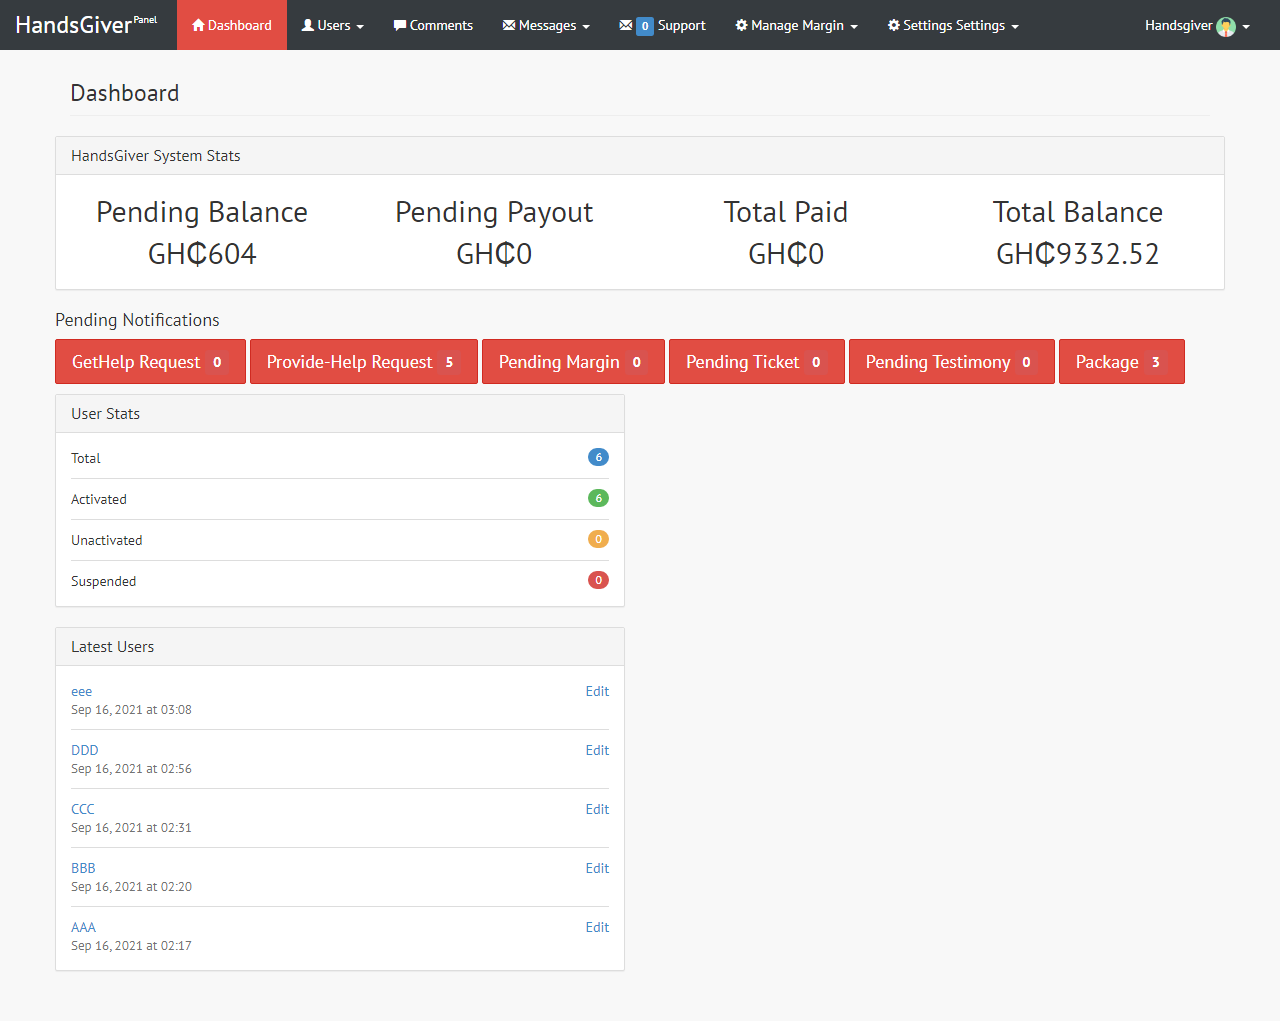 HandsGiver Panel Dashboard Users Comments Messages 0 Support Manage Margin Settings Settings Handsgiver
Dashboard
HandsGiver System Stats
Pending Balance Pending Payout Total Paid Total Balance
GH₵604 GH₵0 GH₵0 GH₵9332.52
Pending Notifications
GetHelp Request 0 Provide-Help Request 5 Pending Margin 0 Pending Ticket 0 Pending Testimony 0 Package 3
User Stats
Total 6
Activated 6
Unactivated 0
Suspended 0
Latest Users
eee Edit
Sep 16, 2021 at 03:08
DDD Edit
Sep 16, 2021 at 02:56
CCC Edit
Sep 16, 2021 at 02:31
BBB Edit
Sep 16, 2021 at 02:20
AAA Edit
Sep 16, 2021 at 02:17